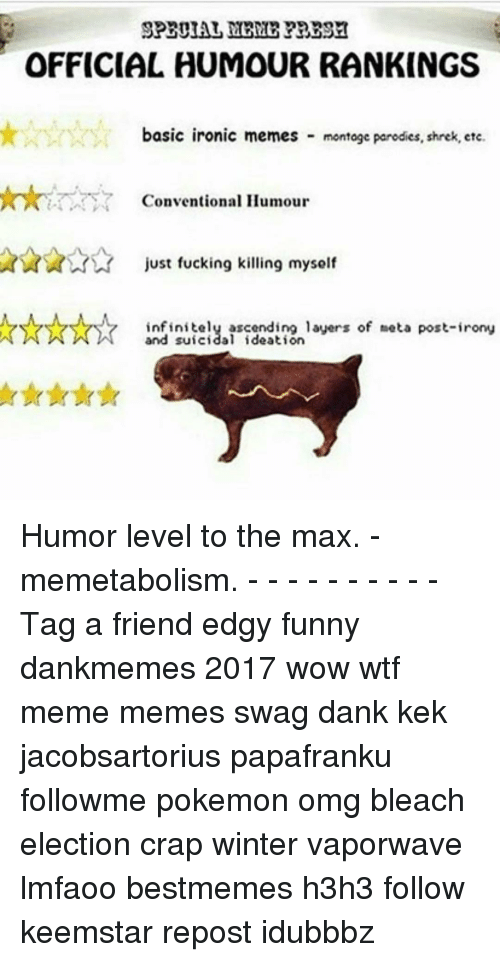 SPECIAL MEME FRESH
OFFICIAL HUMOUR RANKINGS
basic ironic memes - montage parodies, shrek, etc.
Conventional Humour
just fucking killing myself
infinitely ascending layers of meta post-irony
and suicidal ideation
Humor level to the max. -
memetabolism. - - - - - - - - - -
Tag a friend edgy funny
dankmemes 2017 wow wtf
meme memes swag dank kek
jacobsartorius papafranku
followme pokemon omg bleach
election crap winter vaporwave
lmfaoo bestmemes h3h3 follow
keemstar repost idubbbz